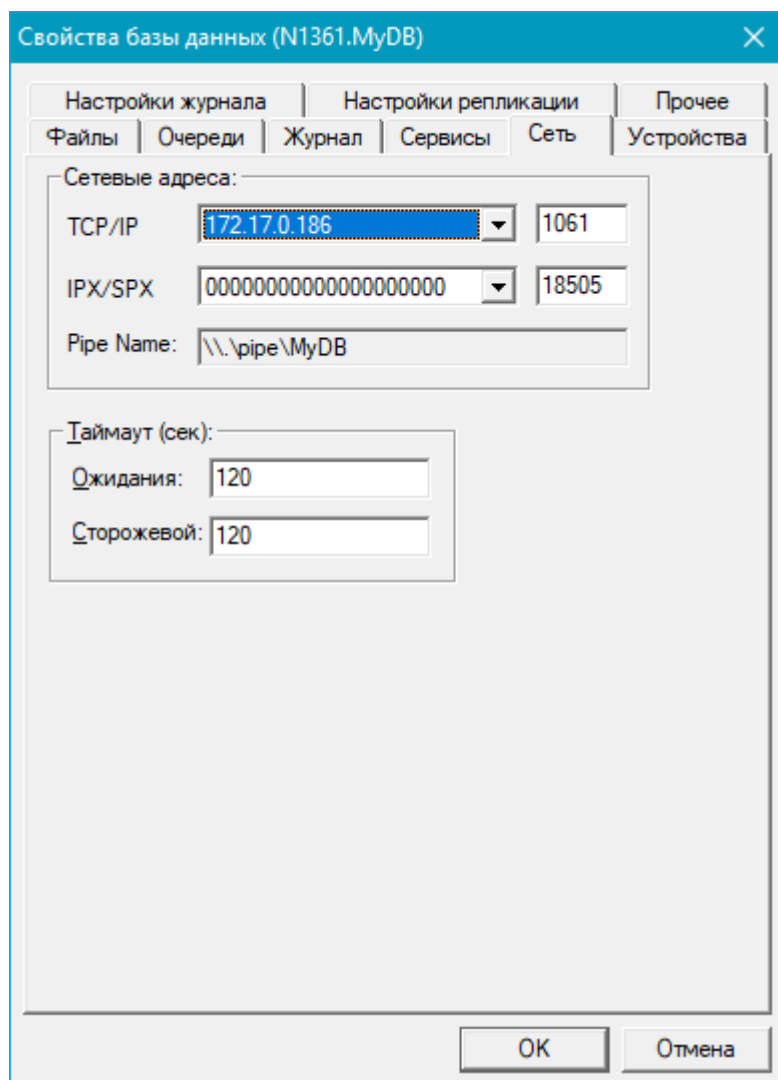 Свойства базы данных (N1361.MyDB)
Настройки журнала Настройки репликации Прочее
Файлы Очереди Журнал Сервисы Сеть Устройства
Сетевые адреса:
TCP/IP 172.17.0.186 1061
IPX/SPX 00000000000000000000 18505
Pipe Name: \\.\pipe\MyDB
Таймаут (сек):
Ожидания: 120
Сторожевой: 120
OK Отмена